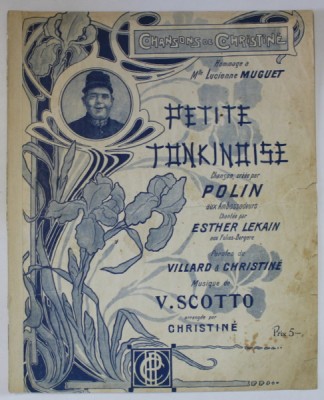 CHANSONS DE CHRISTINÉ
Hommage à
Mlle Lucienne MUGUET
PETITE
TONKINOISE
Chanson créée par
POLIN
aux Ambassadeurs
Chantée par
ESTHER LEKAIN
aux Folies-Bergère
Paroles de
VILLARD & CHRISTINÉ
Musique de
V. SCOTTO
arrangée par
CHRISTINÉ
Prix 5